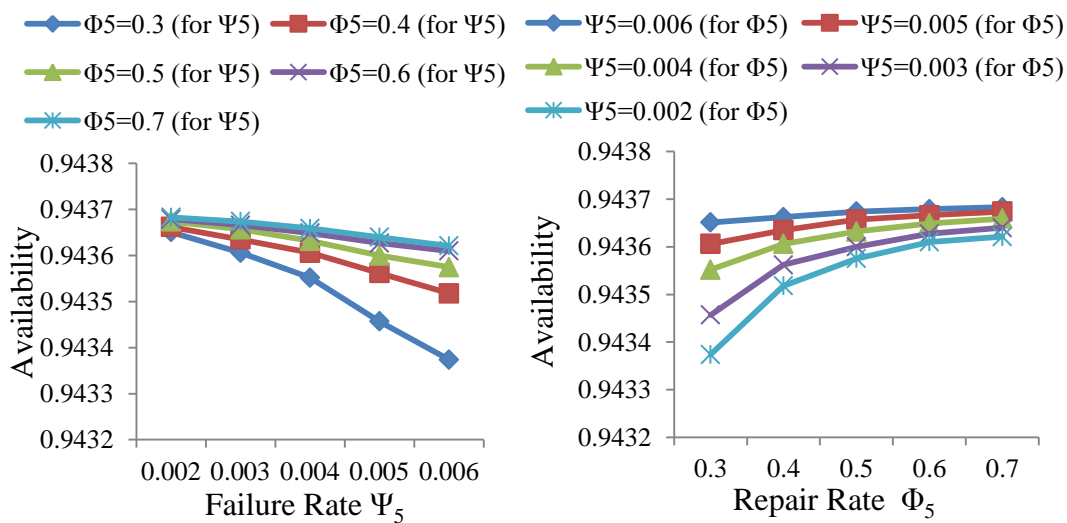 Φ5=0.3 (for Ψ5) Φ5=0.4 (for Ψ5)
Φ5=0.5 (for Ψ5) Φ5=0.6 (for Ψ5)
Φ5=0.7 (for Ψ5)
0.9438
0.9437
0.9436
0.9435
0.9434
0.9433
0.9432
Availability
0.002 0.003 0.004 0.005 0.006
Failure Rate Ψ5
Ψ5=0.006 (for Φ5) Ψ5=0.005 (for Φ5)
Ψ5=0.004 (for Φ5) Ψ5=0.003 (for Φ5)
Ψ5=0.002 (for Φ5)
0.9438
0.9437
0.9436
0.9435
0.9434
0.9433
0.9432
Availability
0.3 0.4 0.5 0.6 0.7
Repair Rate Φ5